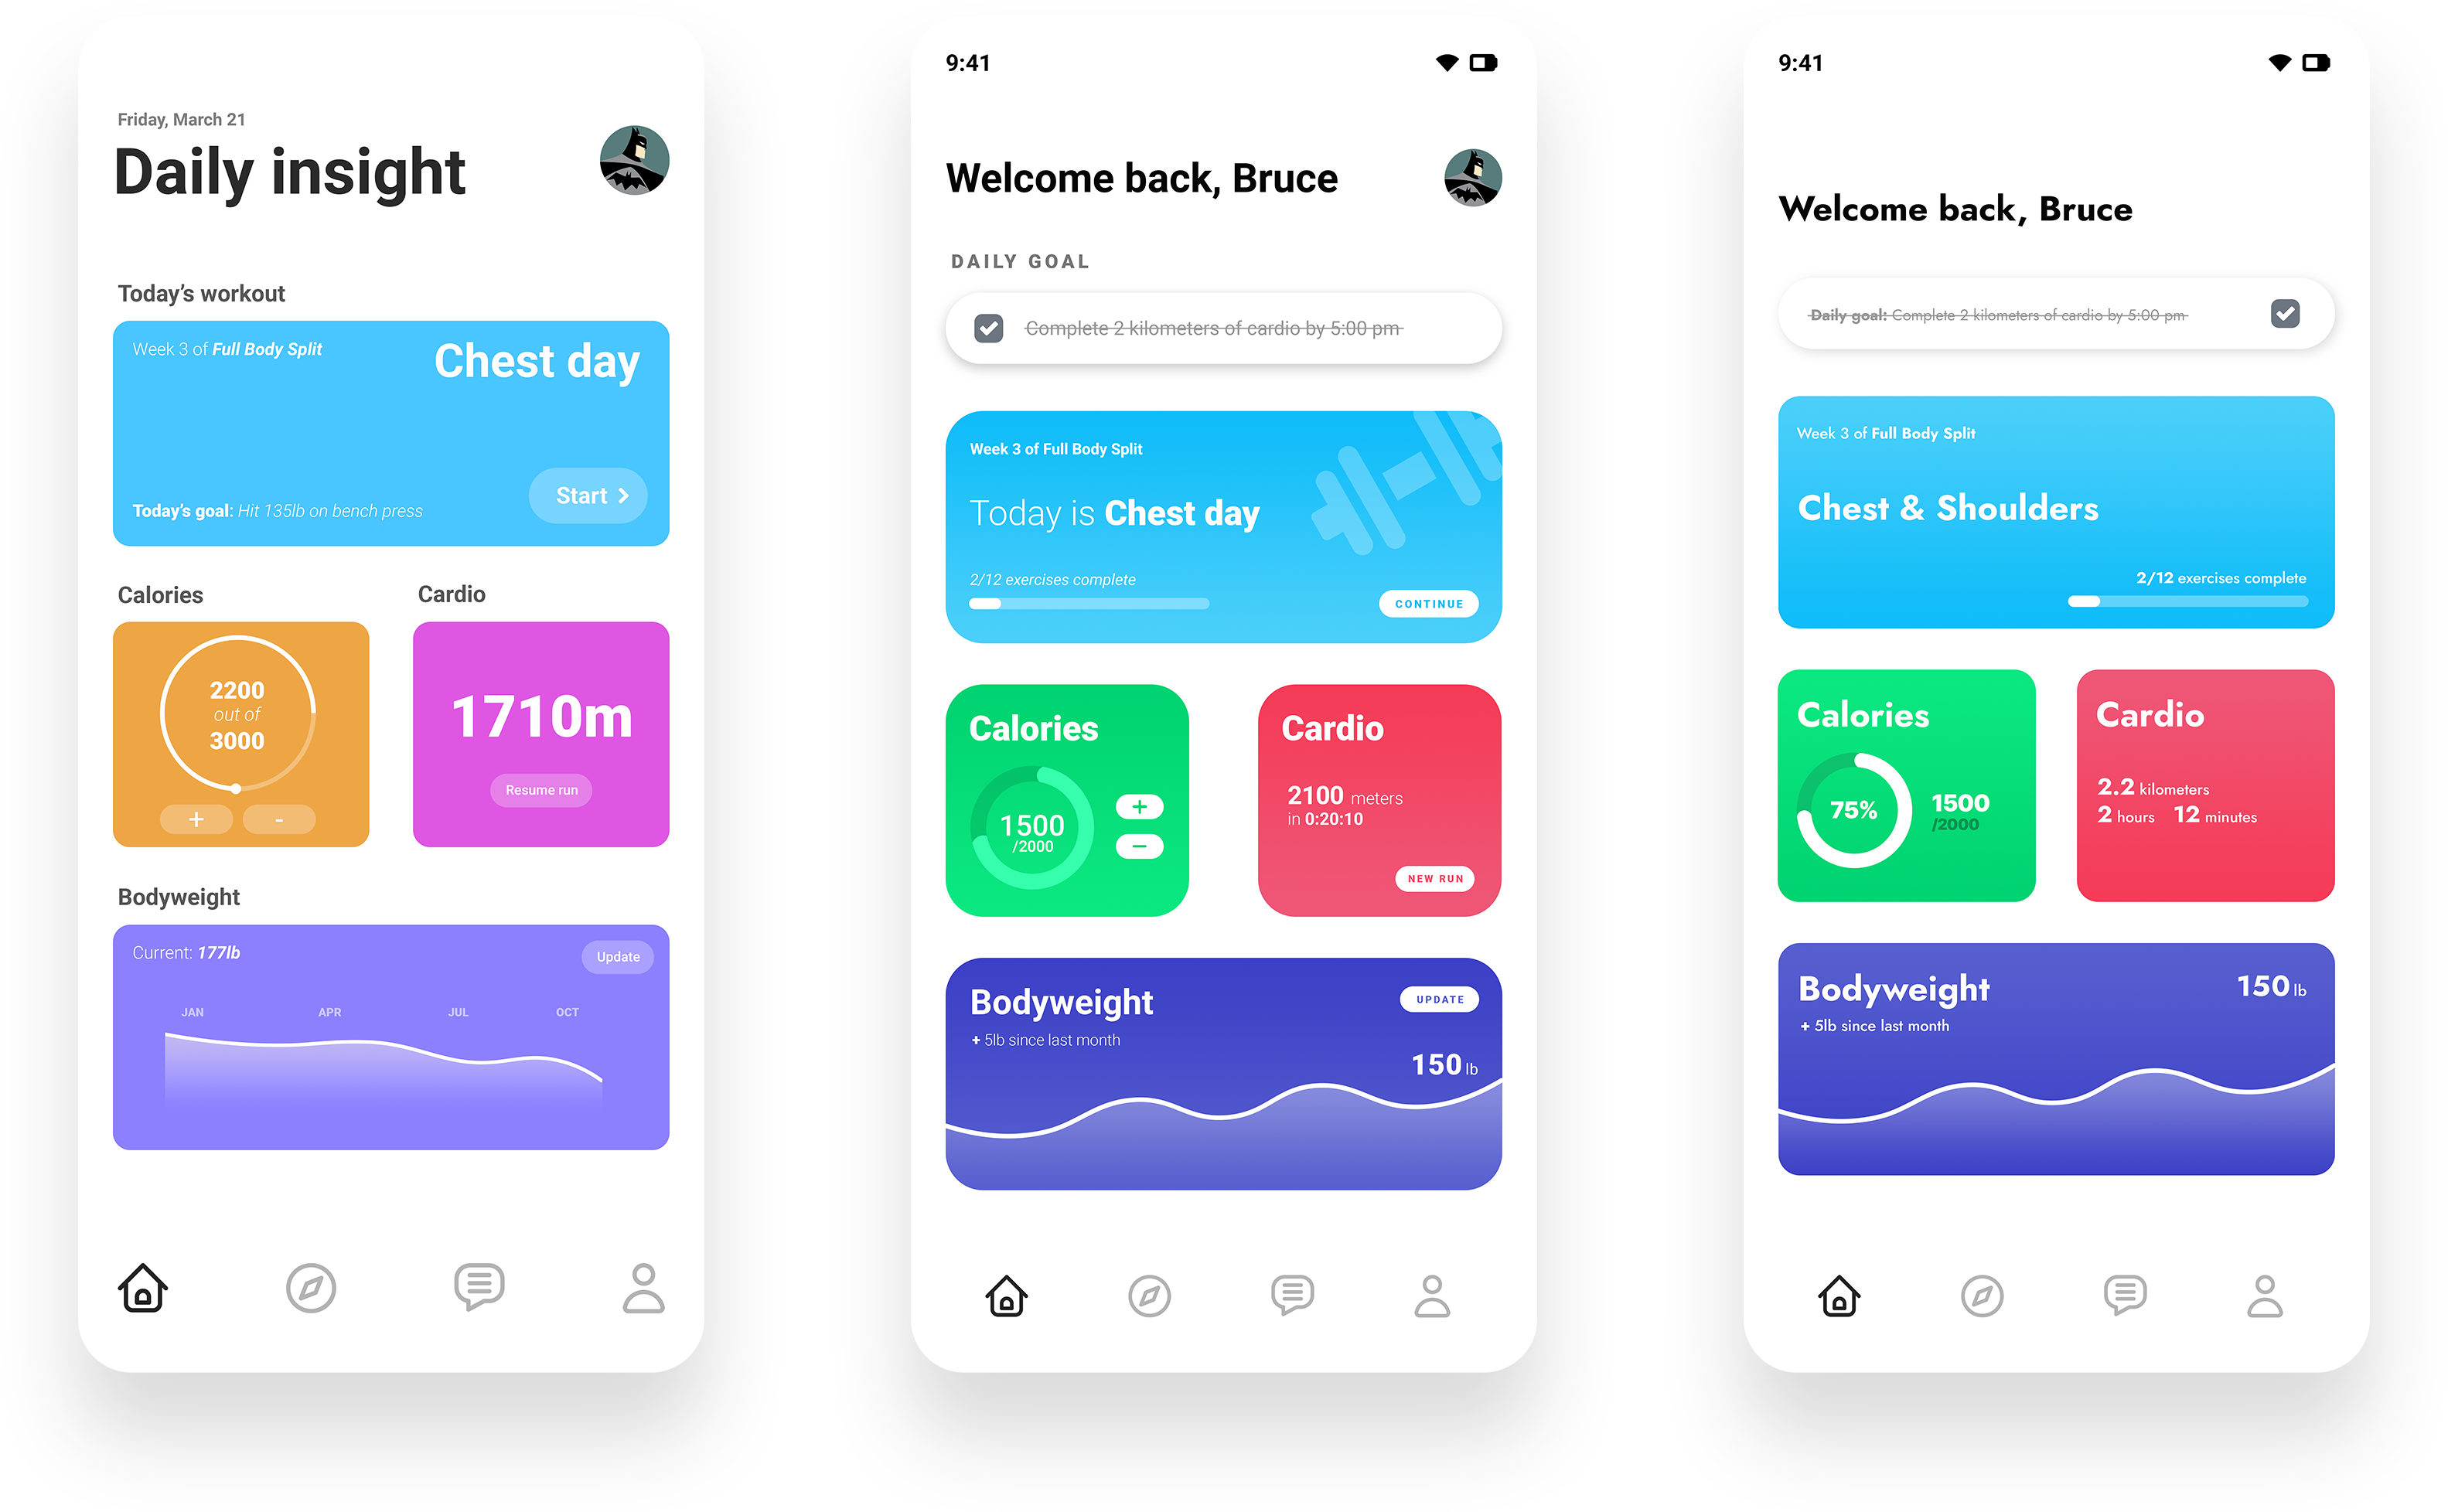 Friday, March 21
Daily insight
Today's workout
Week 3 of Full Body Split
Chest day
Today's goal: Hit 135lb on bench press
Start
Calories
Cardio
2200
out of
3000
+
-
1710m
Resume run
Bodyweight
Current: 177lb
Update
JAN APR JUL OCT
9:41
Welcome back, Bruce
DAILY GOAL
Complete 2 kilometers of cardio by 5:00 pm
Week 3 of Full Body Split
Today is Chest day
2/12 exercises complete
CONTINUE
Calories
1500
/2000
+
−
Cardio
2100 meters
in 0:20:10
NEW RUN
Bodyweight
UPDATE
+ 5lb since last month
150 lb
9:41
Welcome back, Bruce
Daily goal: Complete 2 kilometers of cardio by 5:00 pm
Week 3 of Full Body Split
Chest & Shoulders
2/12 exercises complete
Calories
75%
1500
/2000
Cardio
2.2 kilometers
2 hours 12 minutes
Bodyweight
150 lb
+ 5lb since last month